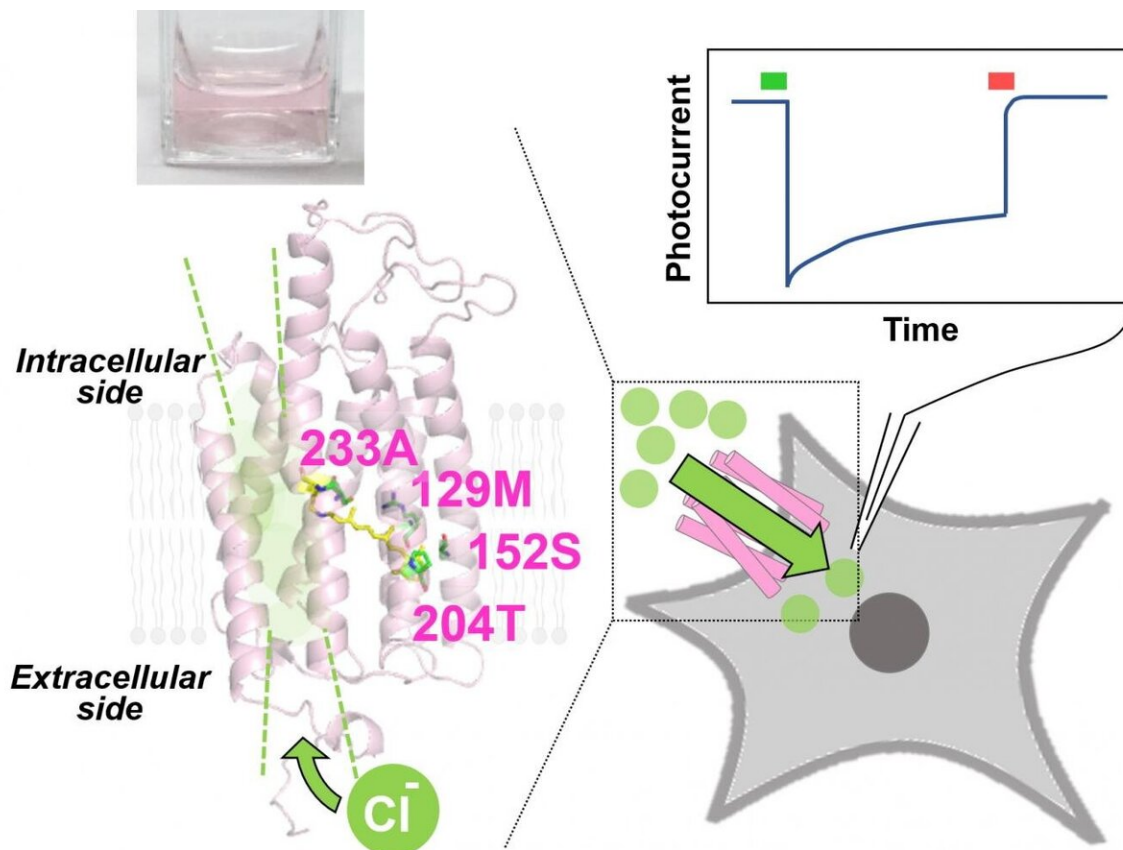 Photocurrent
Time
Intracellular
side
233A
129M
152S
204T
Extracellular
side
Cl⁻